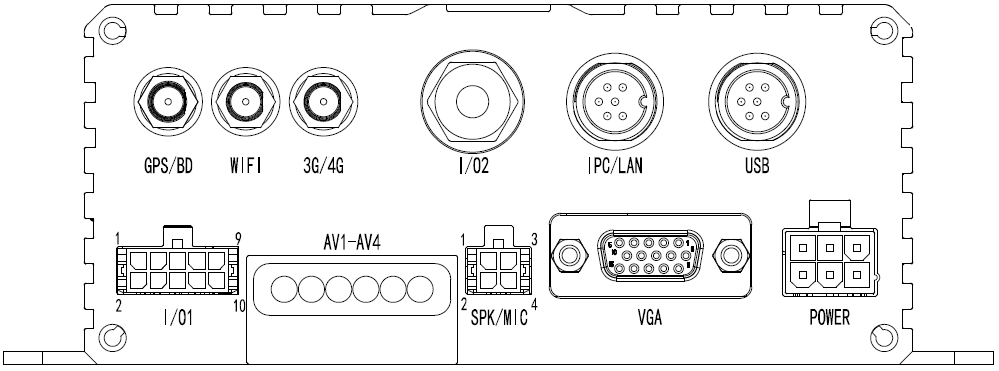 GPS/BD WIFI 3G/4G I/O2 IPC/LAN USB
1 9 AV1-AV4 1 3
2 10 2 4
I/O1 SPK/MIC VGA POWER